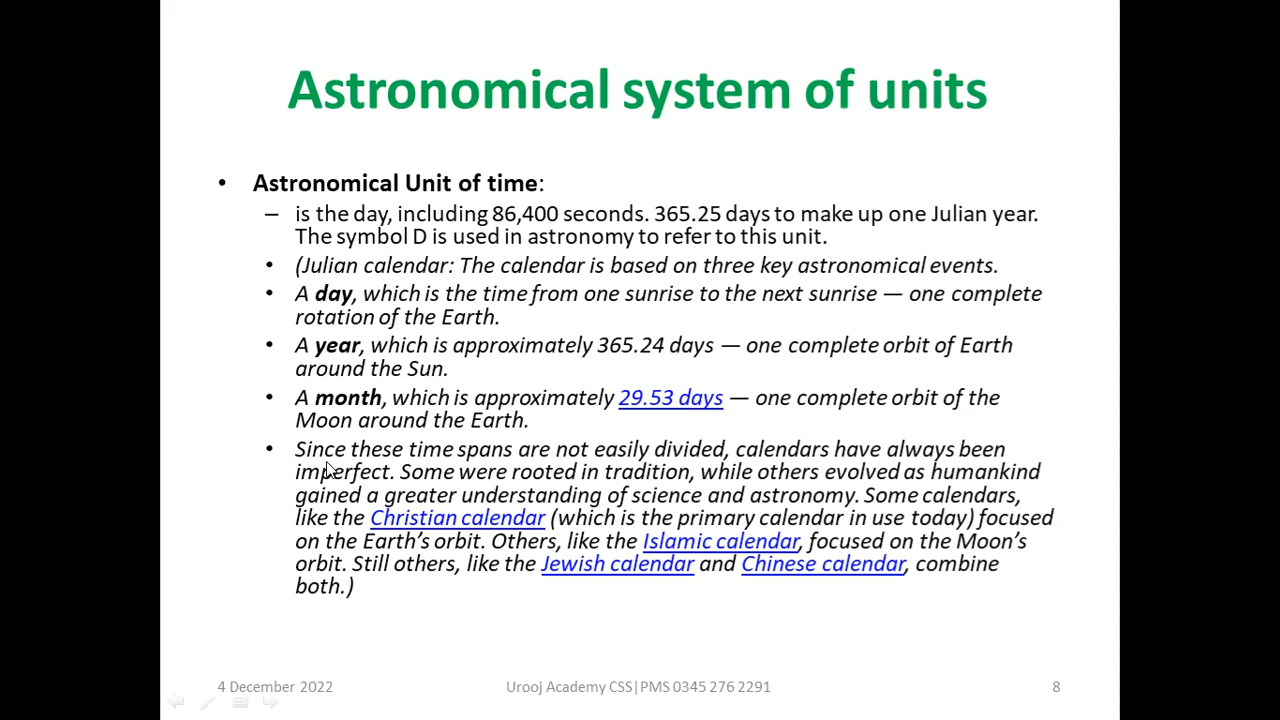 Astronomical system of units
• Astronomical Unit of time:
– is the day, including 86,400 seconds. 365.25 days to make up one Julian year.
The symbol D is used in astronomy to refer to this unit.
• (Julian calendar: The calendar is based on three key astronomical events.
• A day, which is the time from one sunrise to the next sunrise — one complete
rotation of the Earth.
• A year, which is approximately 365.24 days — one complete orbit of Earth
around the Sun.
• A month, which is approximately 29.53 days — one complete orbit of the
Moon around the Earth.
• Since these time spans are not easily divided, calendars have always been
imperfect. Some were rooted in tradition, while others evolved as humankind
gained a greater understanding of science and astronomy. Some calendars,
like the Christian calendar (which is the primary calendar in use today) focused
on the Earth’s orbit. Others, like the Islamic calendar, focused on the Moon’s
orbit. Still others, like the Jewish calendar and Chinese calendar, combine
both.)
4 December 2022 Urooj Academy CSS|PMS 0345 276 2291 8